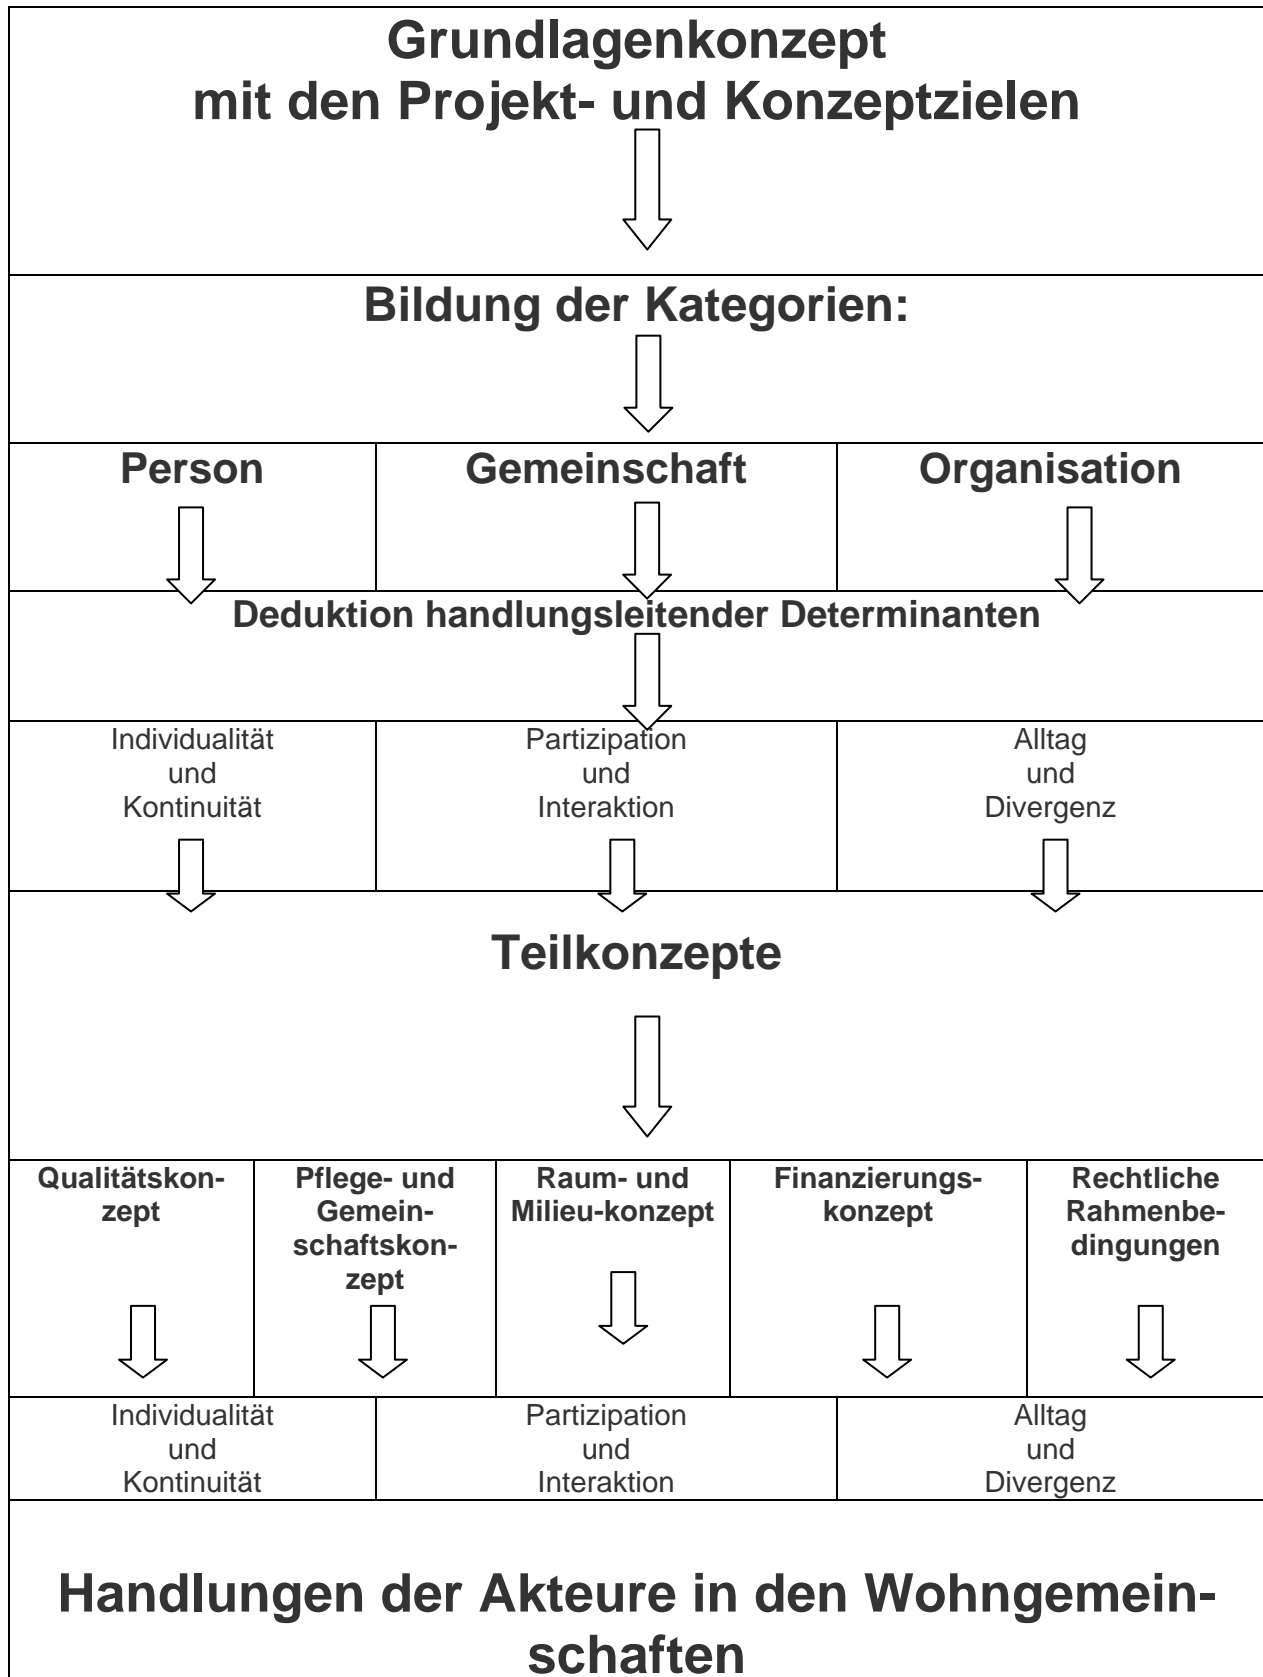 Grundlagenkonzept
mit den Projekt- und Konzeptzielen
Bildung der Kategorien:
Person
Gemeinschaft
Organisation
Deduktion handlungsleitender Determinanten
Individualität
und
Kontinuität
Partizipation
und
Interaktion
Alltag
und
Divergenz
Teilkonzepte
Qualitätskon-
zept
Pflege- und
Gemein-
schaftskon-
zept
Raum- und
Milieu-konzept
Finanzierungs-
konzept
Rechtliche
Rahmenbe-
dingungen
Individualität
und
Kontinuität
Partizipation
und
Interaktion
Alltag
und
Divergenz
Handlungen der Akteure in den Wohngemein-
schaften